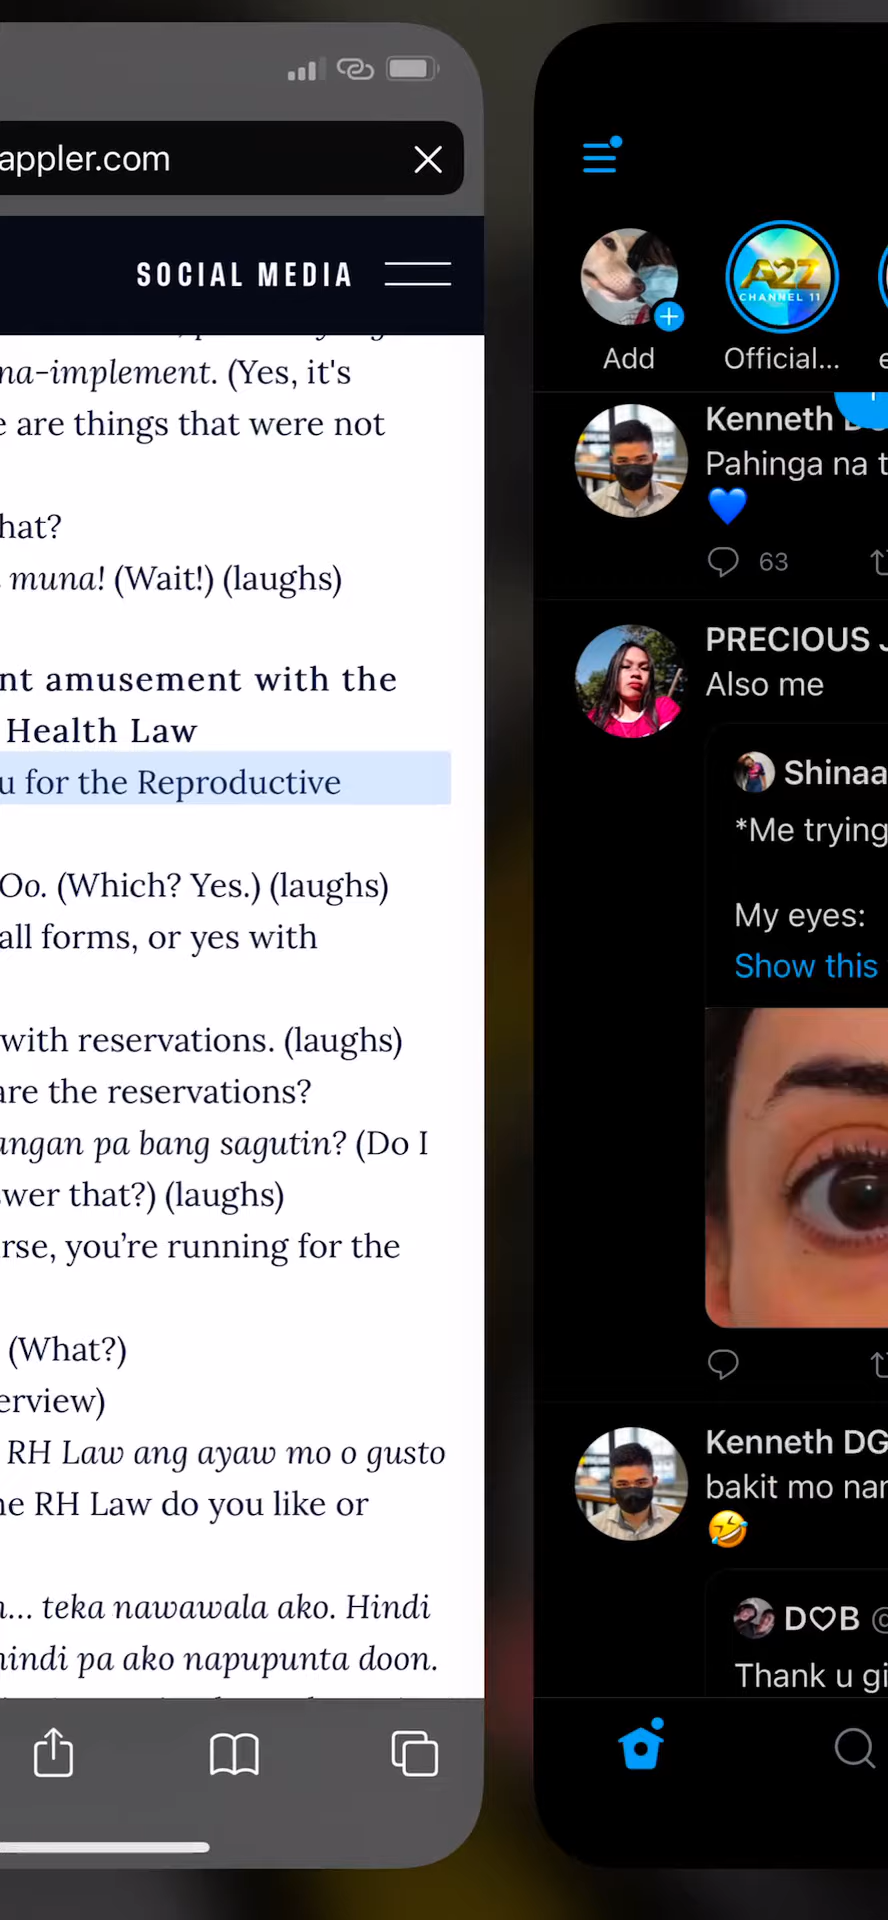 appler.com
SOCIAL MEDIA
na-implement. (Yes, it's
are things that were not
hat?
muna! (Wait!) (laughs)
nt amusement with the
Health Law
u for the Reproductive
Oo. (Which? Yes.) (laughs)
all forms, or yes with
with reservations. (laughs)
are the reservations?
angan pa bang sagutin? (Do I
wer that?) (laughs)
rse, you're running for the
(What?)
erview)
RH Law ang ayaw mo o gusto
ne RH Law do you like or
... teka nawawala ako. Hindi
hindi pa ako napupunta doon.
A2Z
CHANNEL 11
Add
Official...
Kenneth
Pahinga na t
💙
63
PRECIOUS J
Also me
Shinaa
*Me trying
My eyes:
Show this
Kenneth DG
bakit mo nam
🤣
D♡B @
Thank u gi